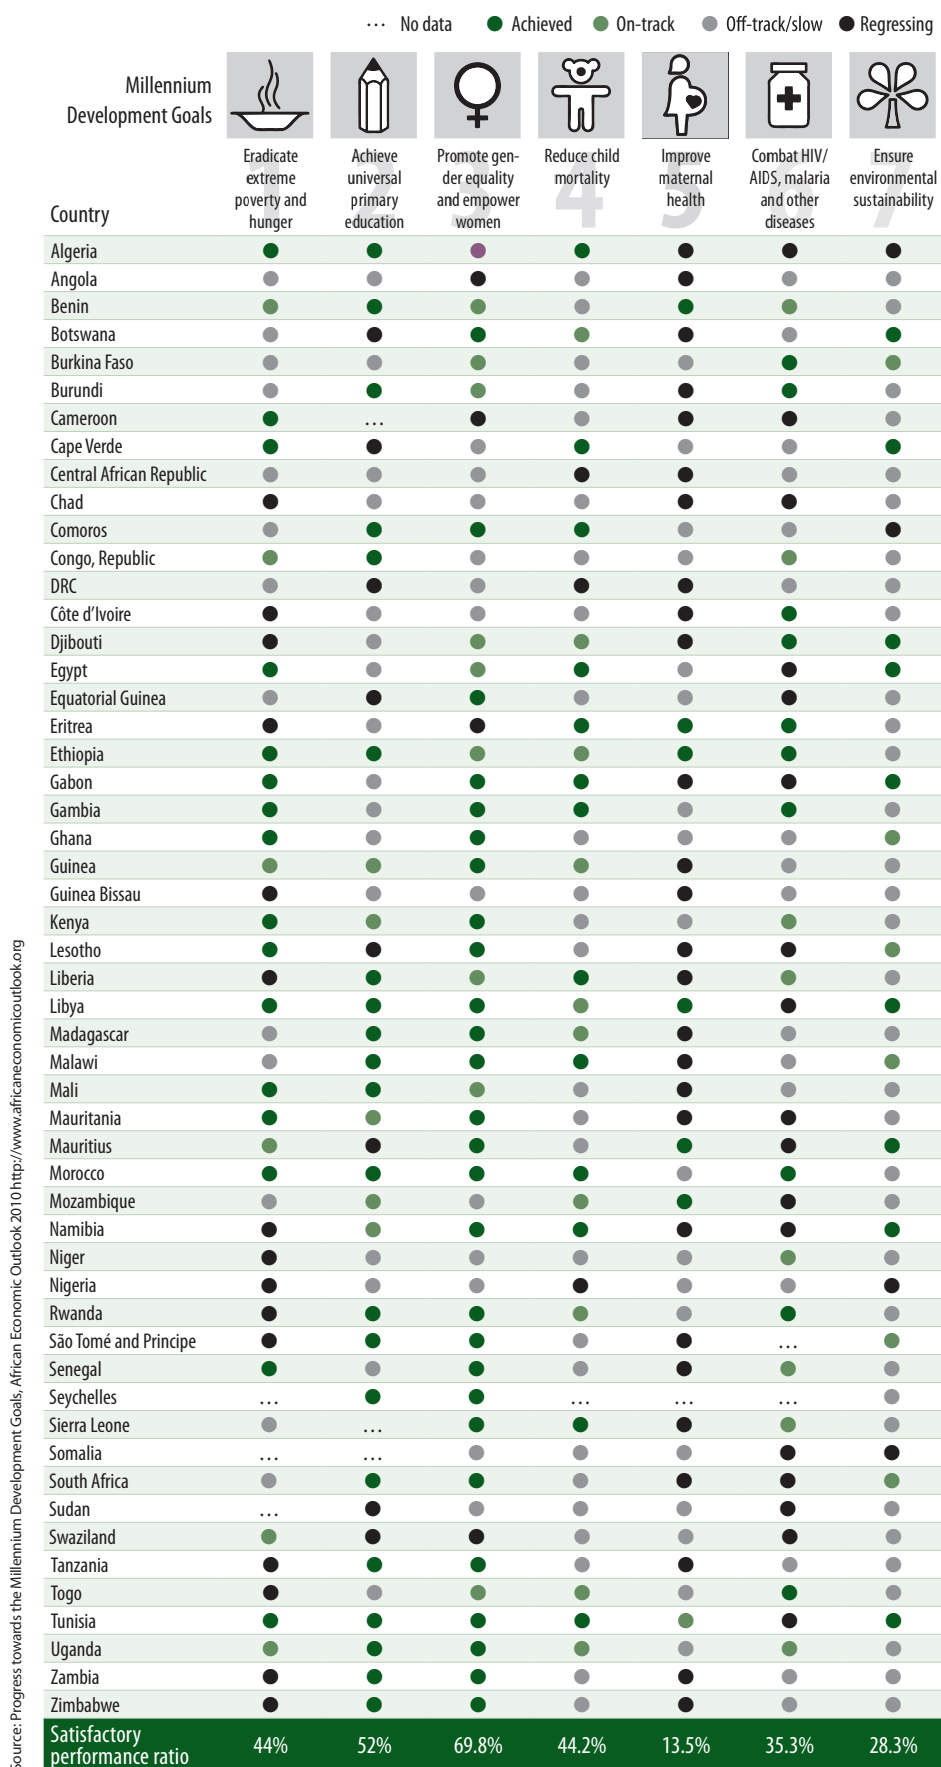 ... No data Achieved On-track Off-track/slow Regressing
Millennium
Development Goals
Country
1
Eradicate
extreme
poverty and
hunger
2
Achieve
universal
primary
education
3
Promote gen-
der equality
and empower
women
4
Reduce child
mortality
5
Improve
maternal
health
6
Combat HIV/
AIDS, malaria
and other
diseases
7
Ensure
environmental
sustainability
Algeria
Angola
Benin
Botswana
Burkina Faso
Burundi
Cameroon ...
Cape Verde
Central African Republic
Chad
Comoros
Congo, Republic
DRC
Côte d'Ivoire
Djibouti
Egypt
Equatorial Guinea
Eritrea
Ethiopia
Gabon
Gambia
Ghana
Guinea
Guinea Bissau
Kenya
Lesotho
Liberia
Libya
Madagascar
Malawi
Mali
Mauritania
Mauritius
Morocco
Mozambique
Namibia
Niger
Nigeria
Rwanda
São Tomé and Principe ...
Senegal
Seychelles ... ... ... ...
Sierra Leone ...
Somalia ... ...
South Africa
Sudan ...
Swaziland
Tanzania
Togo
Tunisia
Uganda
Zambia
Zimbabwe
Satisfactory
performance ratio 44% 52% 69.8% 44.2% 13.5% 35.3% 28.3%
Source: Progress towards the Millennium Development Goals, African Economic Outlook 2010 http://www.africaneconomicoutlook.org